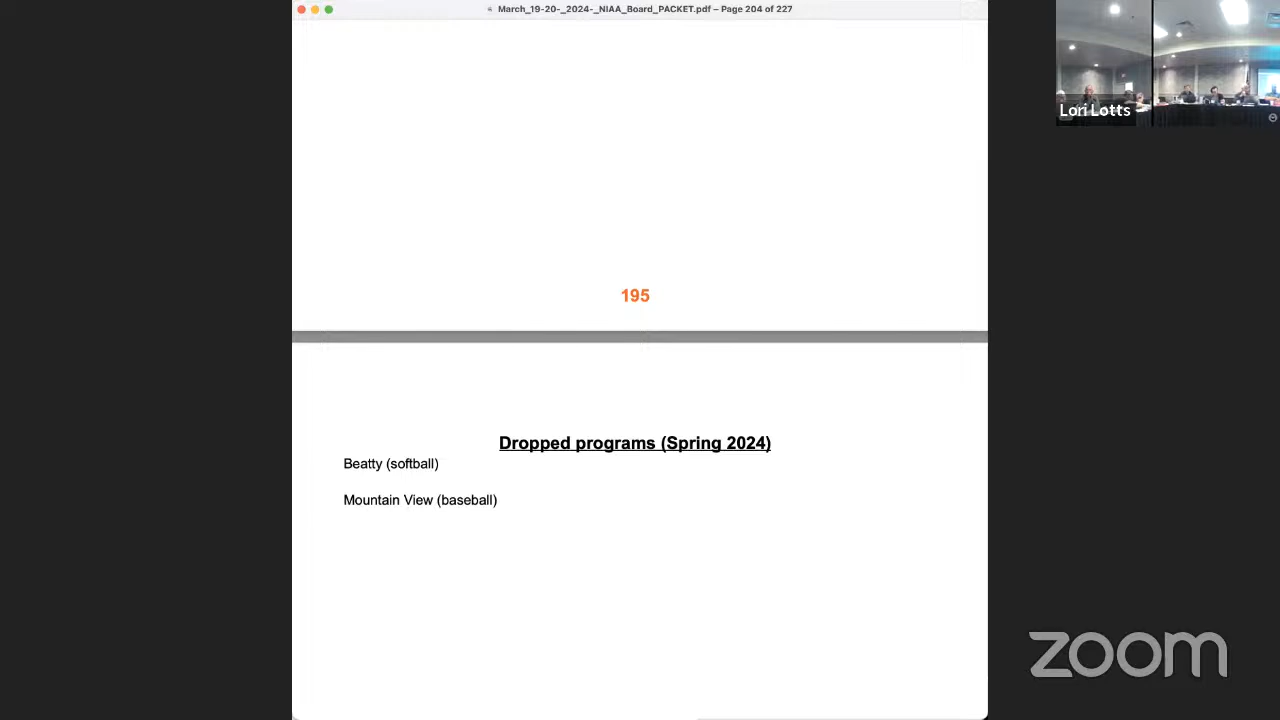 March_19-20-_2024-_NIAA_Board_PACKET.pdf – Page 204 of 227
Lori Lotts
195
Dropped programs (Spring 2024)
Beatty (softball)
Mountain View (baseball)
zoom